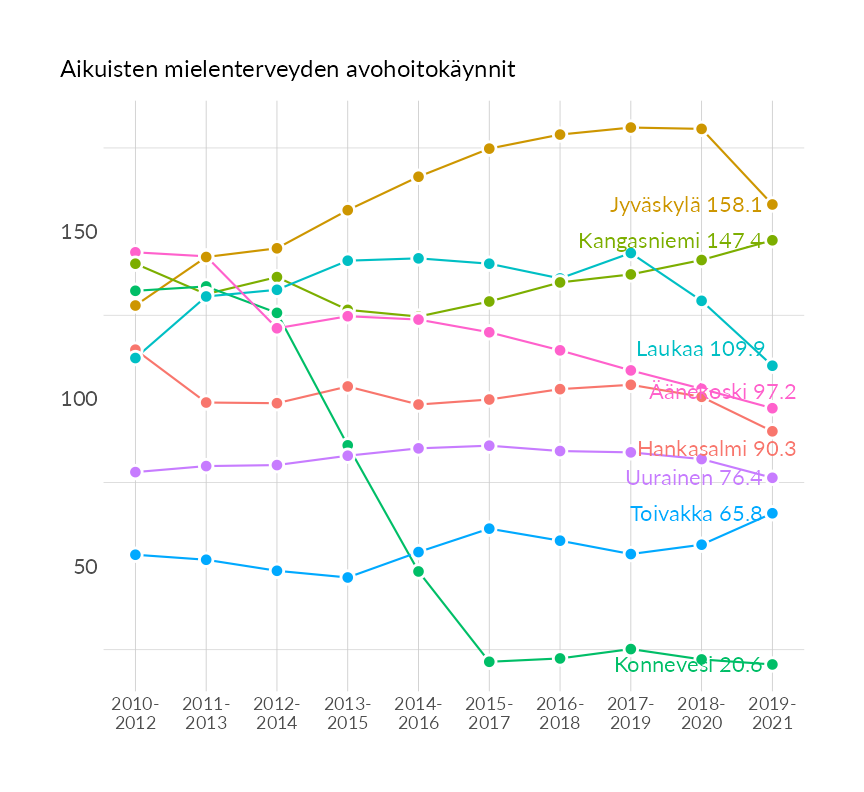 Aikuisten mielenterveyden avohoitokäynnit
150
100
50
Jyväskylä 158.1
Kangasniemi 147.4
Laukaa 109.9
Äänekoski 97.2
Hankasalmi 90.3
Uurainen 76.4
Toivakka 65.8
Konnevesi 20.6
2010- 2011- 2012- 2013- 2014- 2015- 2016- 2017- 2018- 2019-
2012 2013 2014 2015 2016 2017 2018 2019 2020 2021